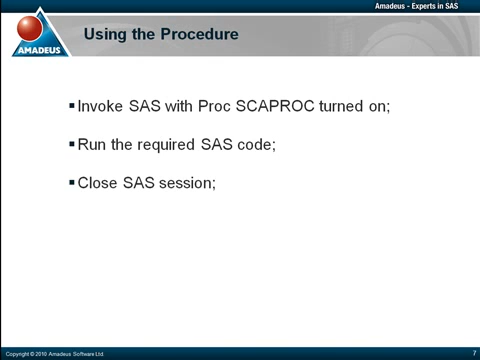 Amadeus - Experts in SAS
AMADEUS
Using the Procedure
Invoke SAS with Proc SCAPROC turned on;
Run the required SAS code;
Close SAS session;
Copyright © 2010 Amadeus Software Ltd.
7